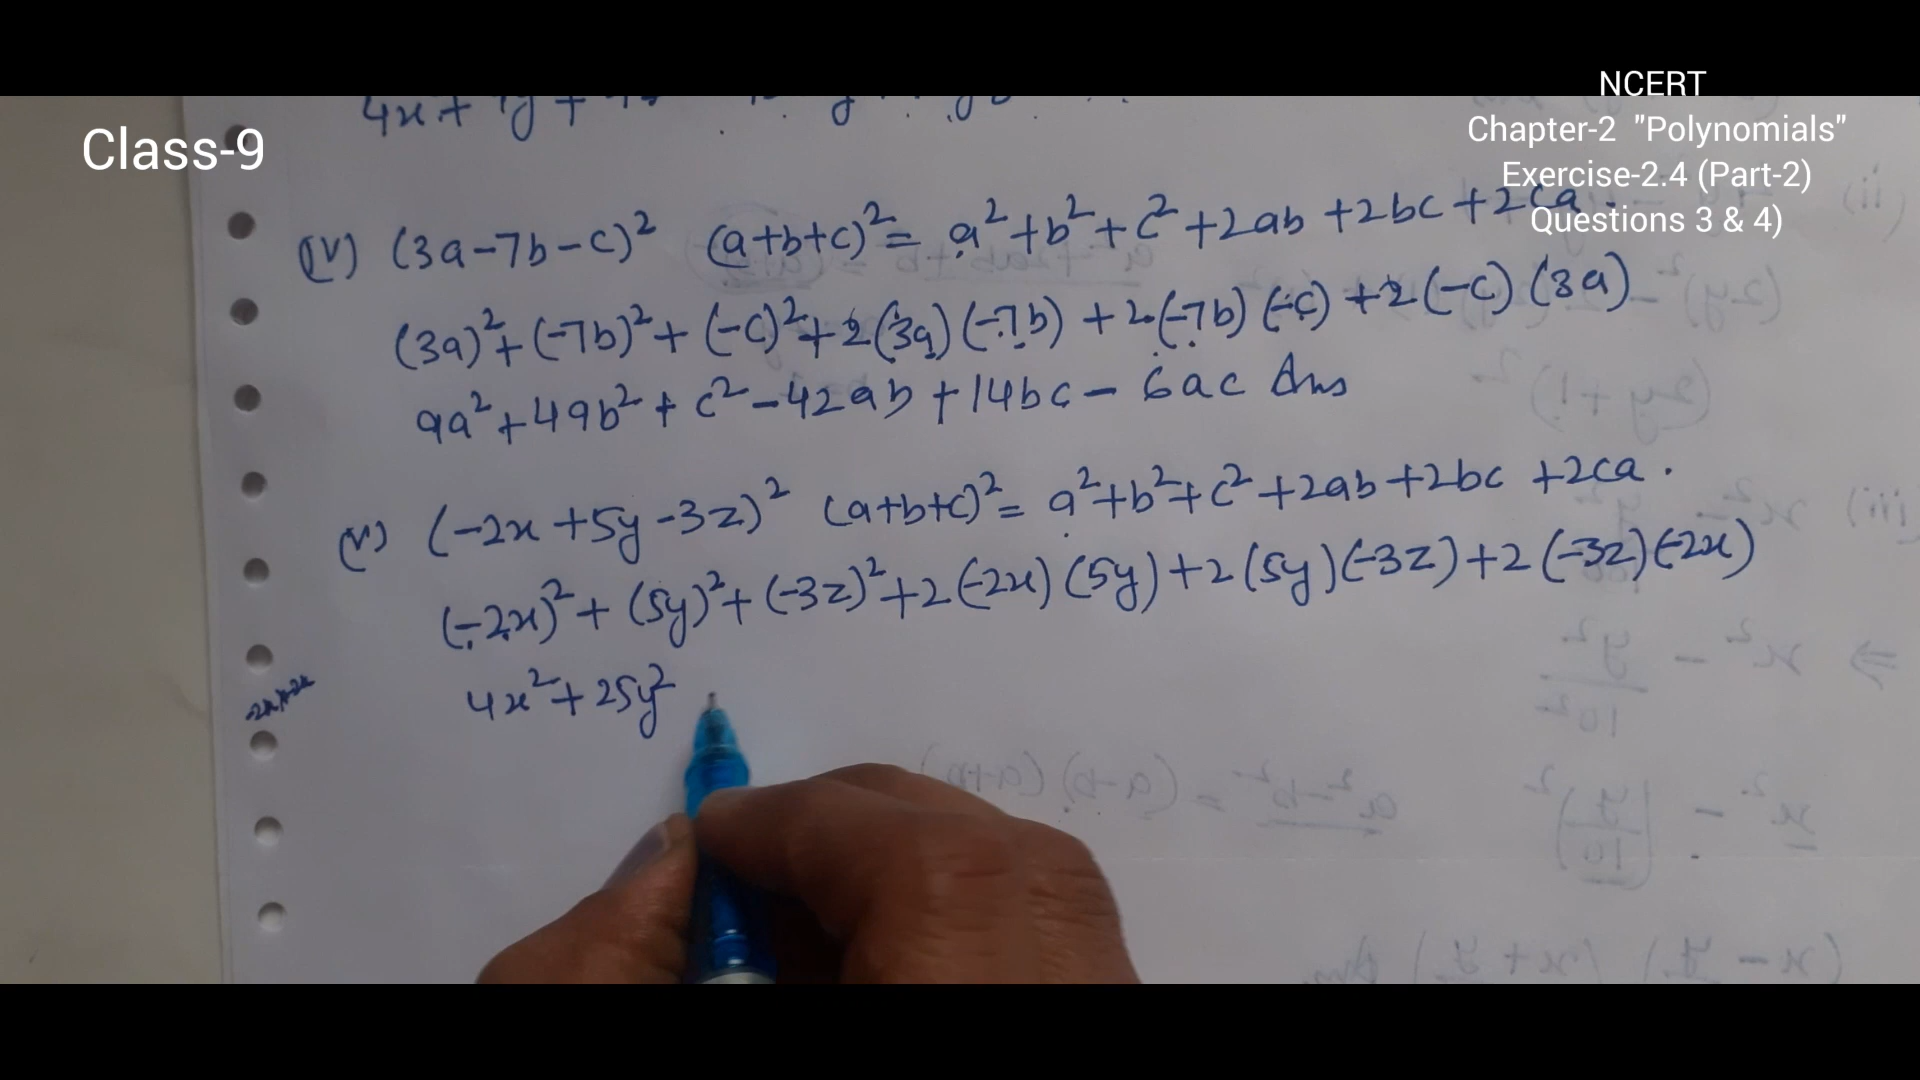 NCERT
Class-9
Chapter-2 "Polynomials"
Exercise-2.4 (Part-2)
Questions 3 & 4)
(iv) (3a-7b-c)² (a+b+c)² = a²+b²+c²+2ab+2bc+2ca.
(3a)²+(-7b)²+(-c)²+2(3a)(-7b)+2(-7b)(-c)+2(-c)(3a)
9a²+49b²+c²-42ab+14bc-6ac Ans
(v) (-2x+5y-3z)² (a+b+c)² = a²+b²+c²+2ab+2bc+2ca.
(-2x)²+(5y)²+(-3z)²+2(-2x)(5y)+2(5y)(-3z)+2(-3z)(-2x)
-2x×-2x
4x²+25y²